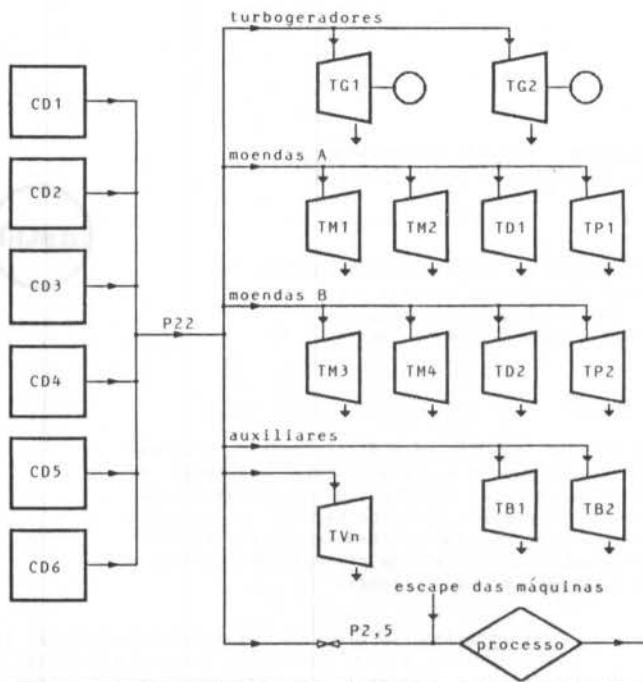 turbogeradores
TG1
TG2
CD1
CD2
CD3
CD4
CD5
CD6
P22
moendas A
TM1
TM2
TD1
TP1
moendas B
TM3
TM4
TD2
TP2
auxiliares
TVn
TB1
TB2
escape das máquinas
P2,5
processo